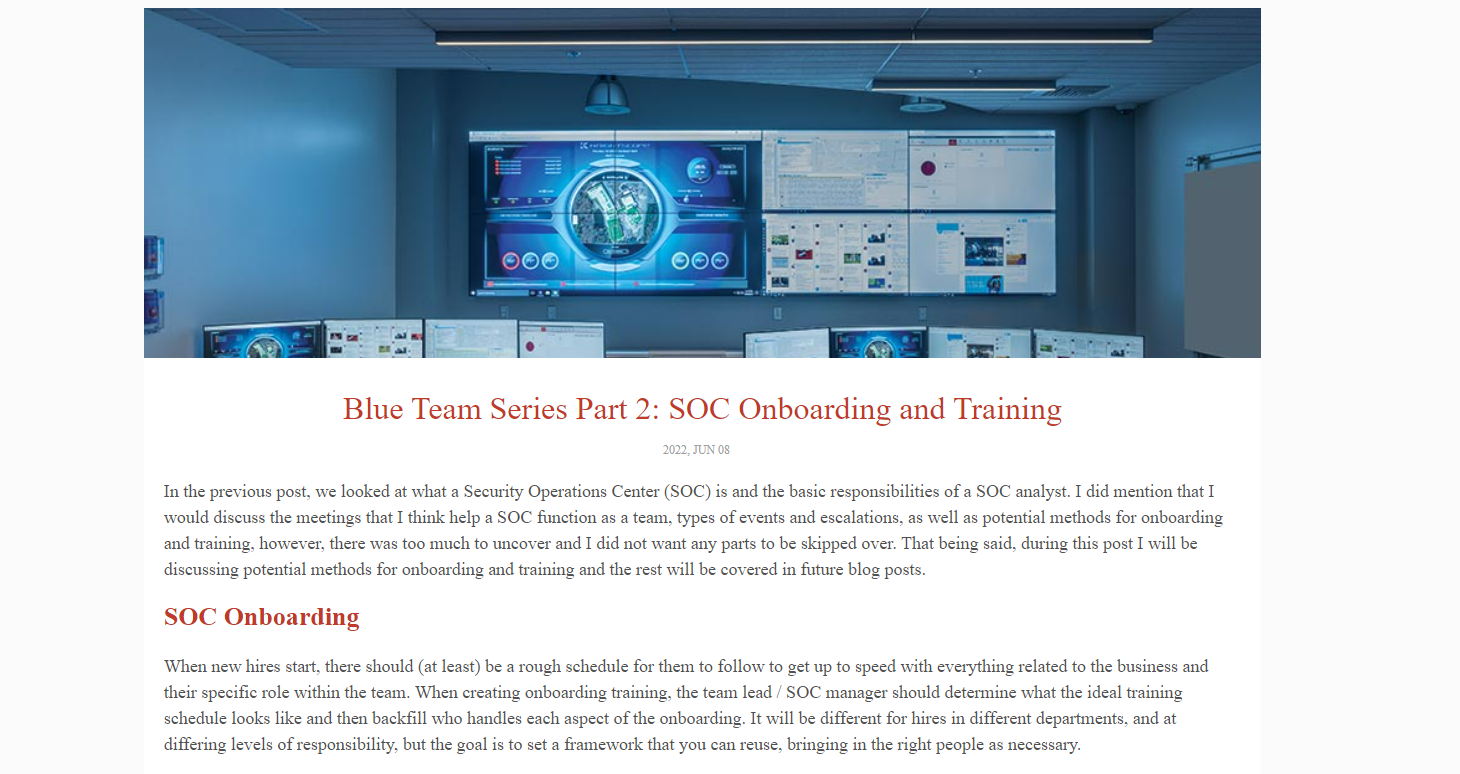 KNIGHTSCOPE
Blue Team Series Part 2: SOC Onboarding and Training
2022, JUN 08
In the previous post, we looked at what a Security Operations Center (SOC) is and the basic responsibilities of a SOC analyst. I did mention that I
would discuss the meetings that I think help a SOC function as a team, types of events and escalations, as well as potential methods for onboarding
and training, however, there was too much to uncover and I did not want any parts to be skipped over. That being said, during this post I will be
discussing potential methods for onboarding and training and the rest will be covered in future blog posts.
SOC Onboarding
When new hires start, there should (at least) be a rough schedule for them to follow to get up to speed with everything related to the business and
their specific role within the team. When creating onboarding training, the team lead / SOC manager should determine what the ideal training
schedule looks like and then backfill who handles each aspect of the onboarding. It will be different for hires in different departments, and at
differing levels of responsibility, but the goal is to set a framework that you can reuse, bringing in the right people as necessary.